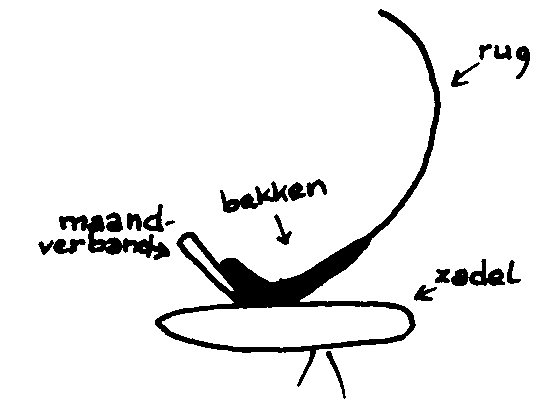 rug
bekken
maand-
verband
zadel